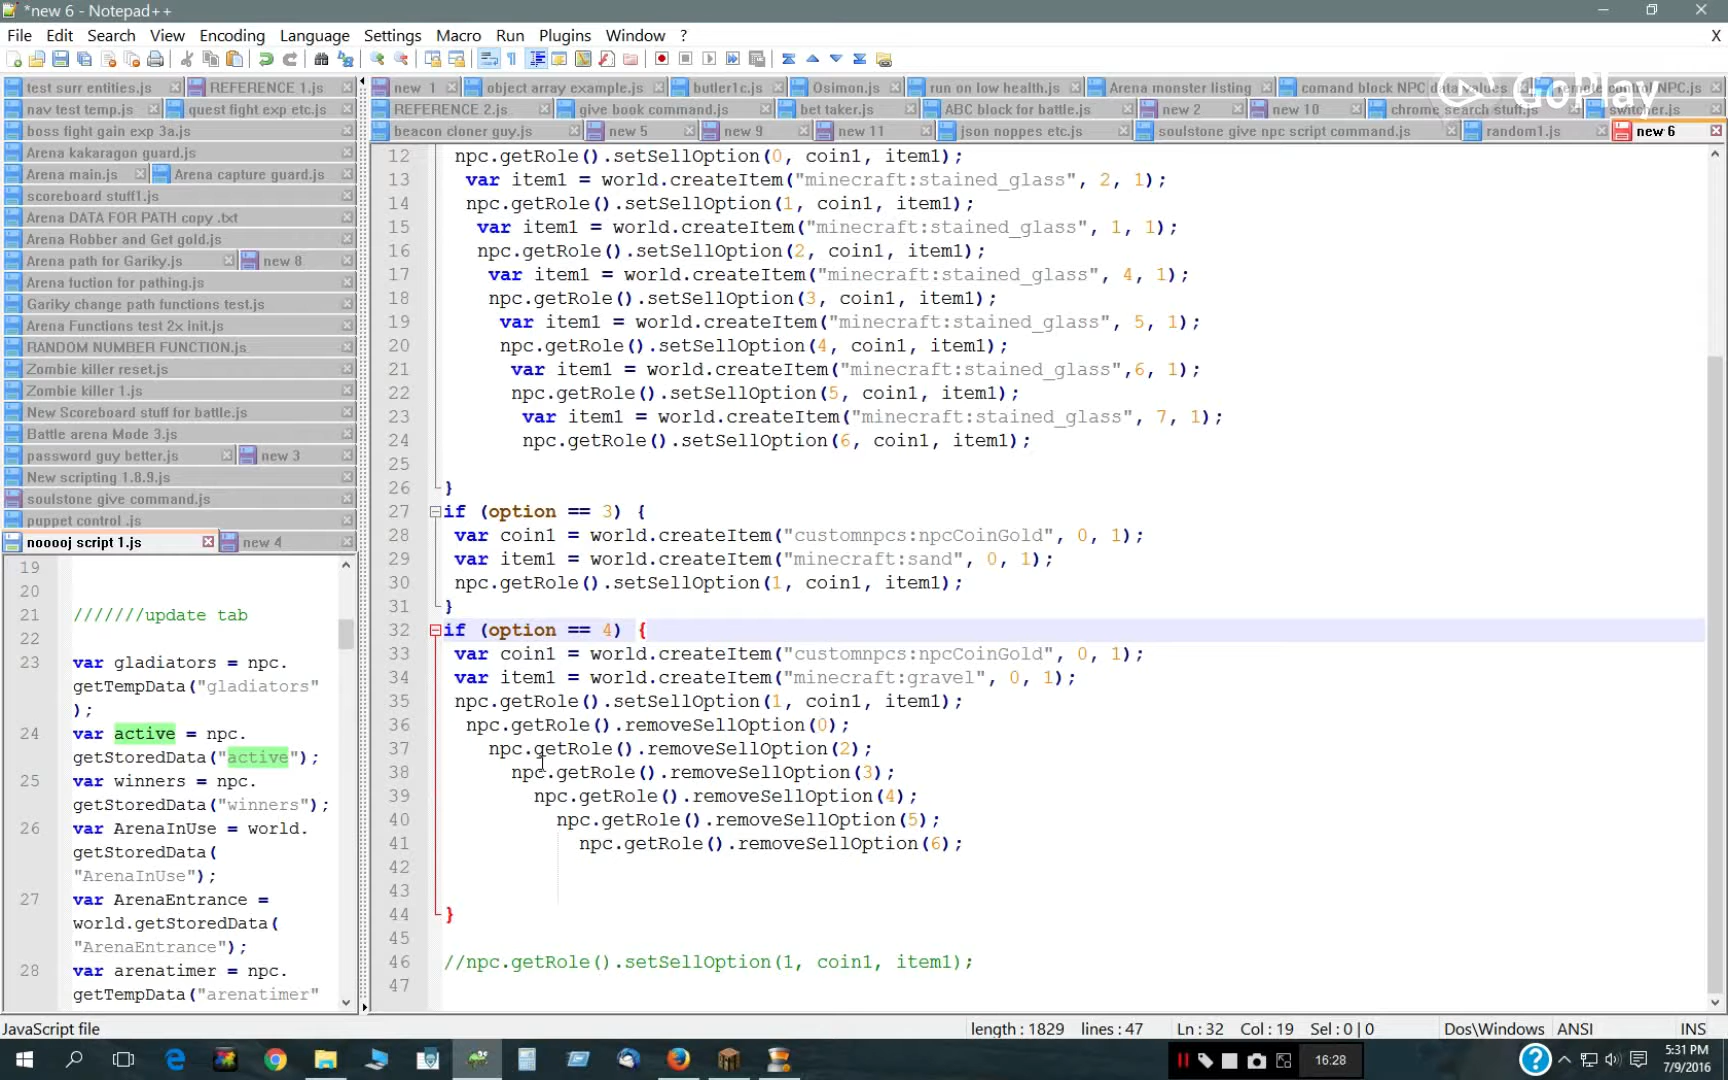 *new 6 - Notepad++
File Edit Search View Encoding Language Settings Macro Run Plugins Window ? X
test surr entities.js REFERENCE 1.js
nav test temp.js quest fight exp etc.js
boss fight gain exp 3a.js
Arena kakaragon guard.js
Arena main.js Arena capture guard.js
scoreboard stuff1.js
Arena DATA FOR PATH copy .txt
Arena Robber and Get gold.js
Arena path for Gariky.js new 8
Arena fuction for pathing.js
Gariky change path functions test.js
Arena Functions test 2x init.js
RANDOM NUMBER FUNCTION.js
Zombie killer reset.js
Zombie killer 1.js
New Scoreboard stuff for battle.js
Battle arena Mode 3.js
password guy better.js new 3
New scripting 1.8.9.js
soulstone give command.js
puppet control .js
nooooj script 1.js new 4
19
20
21 ///////update tab
22
23 var gladiators = npc.
getTempData("gladiators"
);
24 var active = npc.
getStoredData("active");
25 var winners = npc.
getStoredData("winners");
26 var ArenaInUse = world.
getStoredData(
"ArenaInUse");
27 var ArenaEntrance =
world.getStoredData(
"ArenaEntrance");
28 var arenatimer = npc.
getTempData("arenatimer"
new 1 object array example.js butler1c.js Osimon.js run on low health.js Arena monster listing comand block NPC data values
REFERENCE 2.js give book command.js bet taker.js ABC block for battle.js new 2 new 10 chrome search stuff.js switcher.js
beacon cloner guy.js new 5 new 9 new 11 json noppes etc.js soulstone give npc script command.js random1.js new 6
GoPlay
12 npc.getRole().setSellOption(0, coin1, item1);
13 var item1 = world.createItem("minecraft:stained_glass", 2, 1);
14 npc.getRole().setSellOption(1, coin1, item1);
15 var item1 = world.createItem("minecraft:stained_glass", 1, 1);
16 npc.getRole().setSellOption(2, coin1, item1);
17 var item1 = world.createItem("minecraft:stained_glass", 4, 1);
18 npc.getRole().setSellOption(3, coin1, item1);
19 var item1 = world.createItem("minecraft:stained_glass", 5, 1);
20 npc.getRole().setSellOption(4, coin1, item1);
21 var item1 = world.createItem("minecraft:stained_glass",6, 1);
22 npc.getRole().setSellOption(5, coin1, item1);
23 var item1 = world.createItem("minecraft:stained_glass", 7, 1);
24 npc.getRole().setSellOption(6, coin1, item1);
25
26 }
27 if (option == 3) {
28 var coin1 = world.createItem("customnpcs:npcCoinGold", 0, 1);
29 var item1 = world.createItem("minecraft:sand", 0, 1);
30 npc.getRole().setSellOption(1, coin1, item1);
31 }
32 if (option == 4) {
33 var coin1 = world.createItem("customnpcs:npcCoinGold", 0, 1);
34 var item1 = world.createItem("minecraft:gravel", 0, 1);
35 npc.getRole().setSellOption(1, coin1, item1);
36 npc.getRole().removeSellOption(0);
37 npc.getRole().removeSellOption(2);
38 npc.getRole().removeSellOption(3);
39 npc.getRole().removeSellOption(4);
40 npc.getRole().removeSellOption(5);
41 npc.getRole().removeSellOption(6);
42
43
44 }
45
46 //npc.getRole().setSellOption(1, coin1, item1);
47
JavaScript file length : 1829 lines : 47 Ln : 32 Col : 19 Sel : 0 | 0 Dos\Windows ANSI INS
16:28
5:31 PM
7/9/2016